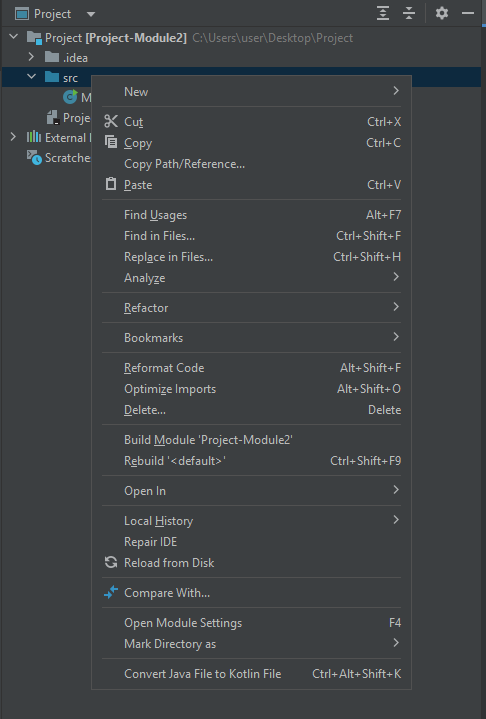 Project
Project [Project-Module2] C:\Users\user\Desktop\Project
.idea
src
New
Cut Ctrl+X
Copy Ctrl+C
Copy Path/Reference...
Paste Ctrl+V
Find Usages Alt+F7
Find in Files... Ctrl+Shift+F
Replace in Files... Ctrl+Shift+H
Analyze
Refactor
Bookmarks
Reformat Code Alt+Shift+F
Optimize Imports Alt+Shift+O
Delete... Delete
Build Module 'Project-Module2'
Rebuild '<default>' Ctrl+Shift+F9
Open In
Local History
Repair IDE
Reload from Disk
Compare With...
Open Module Settings F4
Mark Directory as
Convert Java File to Kotlin File Ctrl+Alt+Shift+K
External